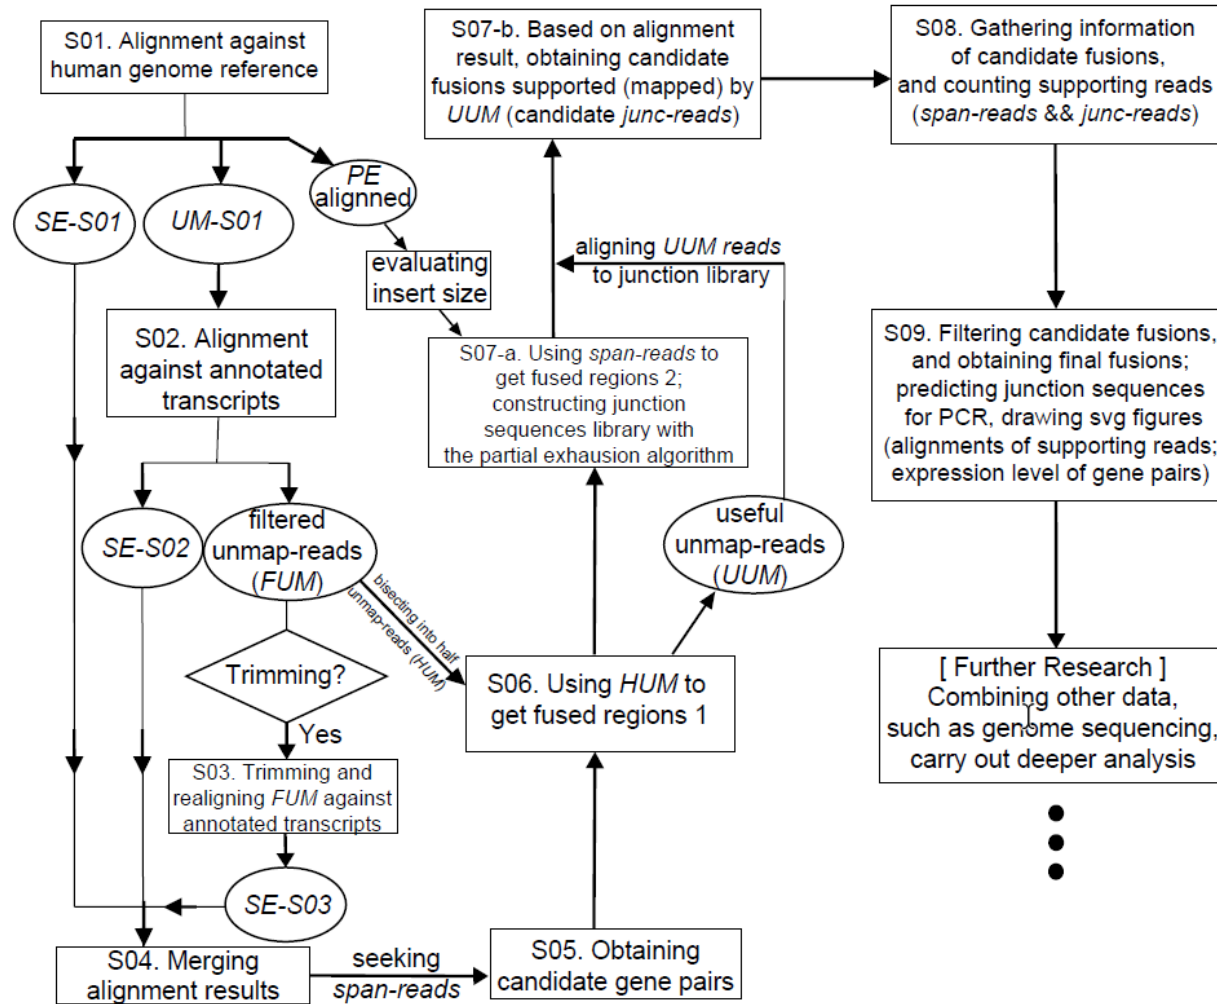 S01. Alignment against
human genome reference
SE-S01
UM-S01
PE
alignned
evaluating
insert size
S02. Alignment
against annotated
transcripts
SE-S02
filtered
unmap-reads
(FUM)
bisecting into half
unmap-reads (HUM)
Trimming?
Yes
S03. Trimming and
realigning FUM against
annotated transcripts
SE-S03
S04. Merging
alignment results
seeking
span-reads
S05. Obtaining
candidate gene pairs
S06. Using HUM to
get fused regions 1
useful
unmap-reads
(UUM)
S07-a. Using span-reads to
get fused regions 2;
constructing junction
sequences library with
the partial exhausion algorithm
aligning UUM reads
to junction library
S07-b. Based on alignment
result, obtaining candidate
fusions supported (mapped) by
UUM (candidate junc-reads)
S08. Gathering information
of candidate fusions,
and counting supporting reads
(span-reads && junc-reads)
S09. Filtering candidate fusions,
and obtaining final fusions;
predicting junction sequences
for PCR, drawing svg figures
(alignments of supporting reads;
expression level of gene pairs)
[ Further Research ]
Combining other data,
such as genome sequencing,
carry out deeper analysis